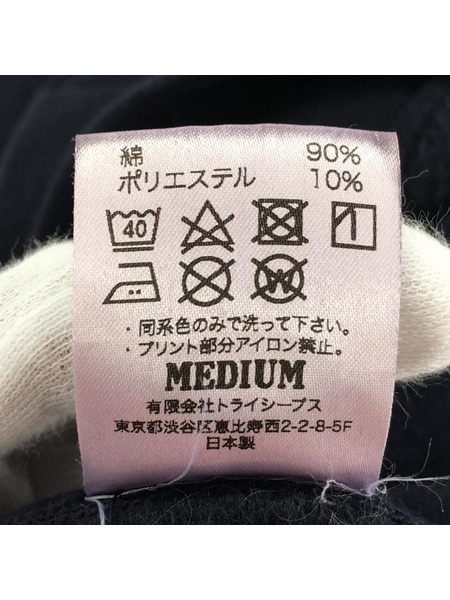 綿 90%
ポリエステル 10%
40
W
・同系色のみで洗って下さい。
・プリント部分アイロン禁止。
MEDIUM
有限会社トライシープス
東京都渋谷区恵比寿西2-2-8-5F
日本製